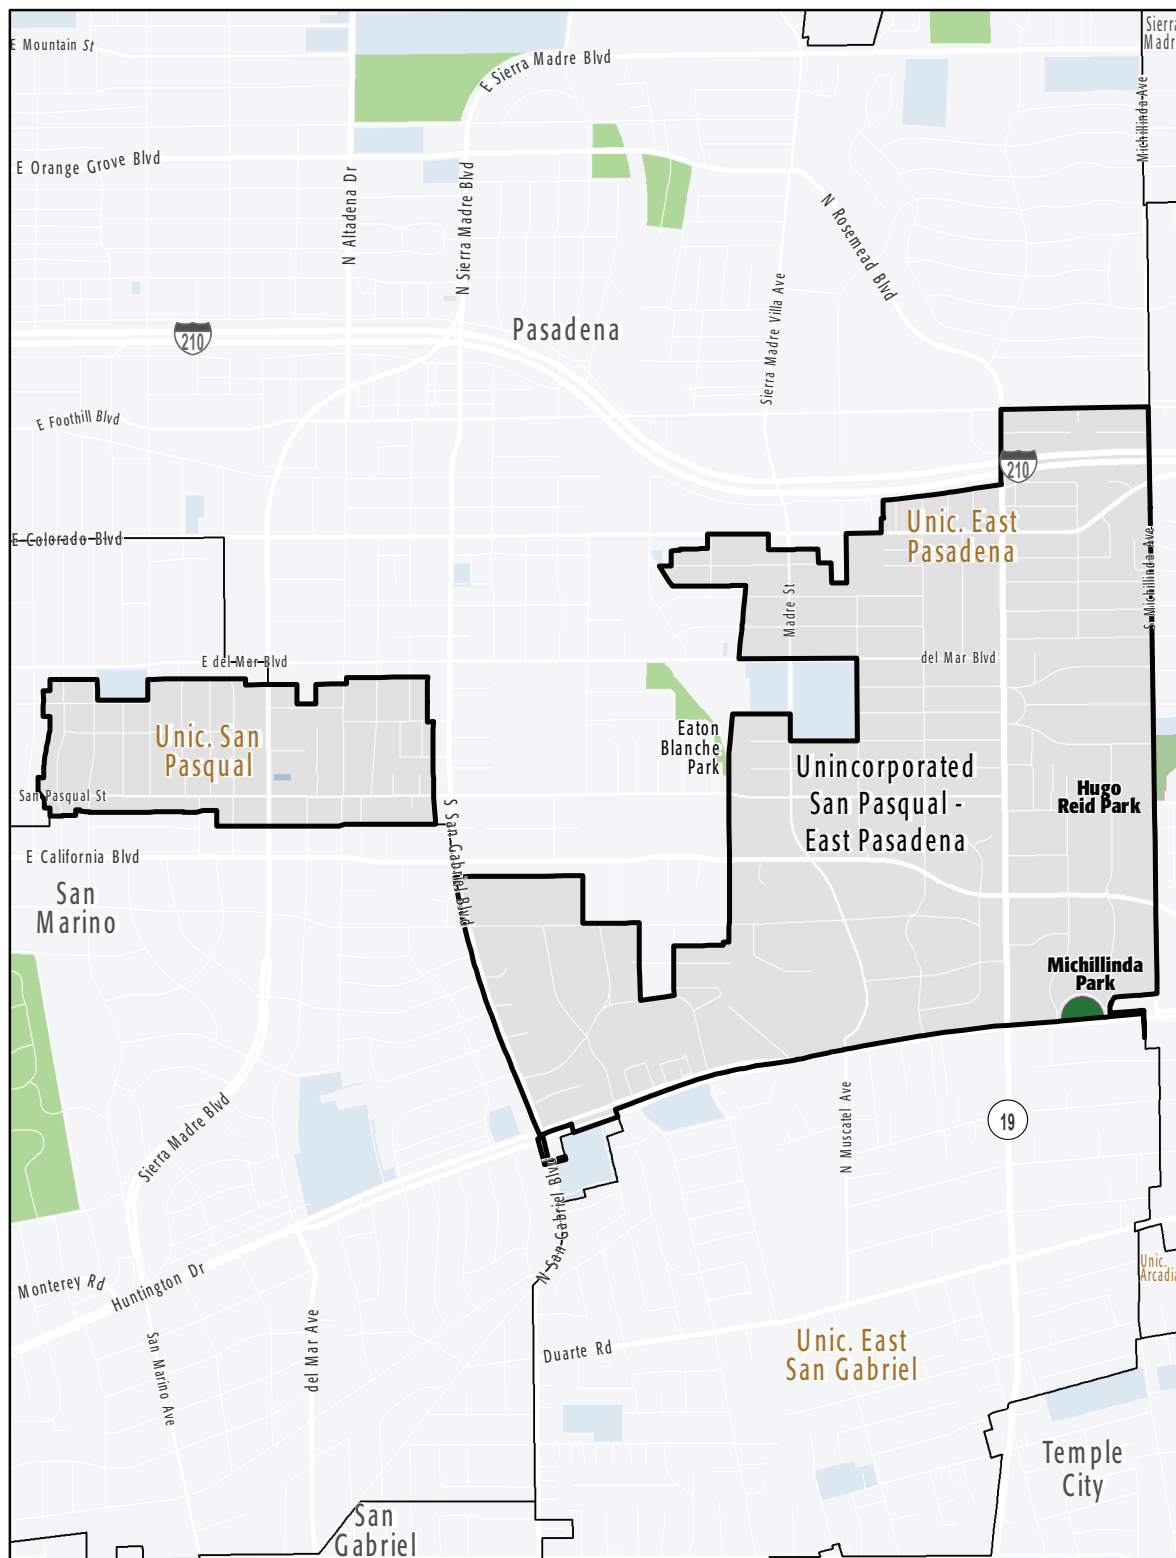 Sierra
Madr
E Mountain St
E Sierra Madre Blvd
Michillinda Ave
E Orange Grove Blvd
N Altadena Dr
N Sierra Madre Blvd
N Rosemead Blvd
Sierra Madre Villa Ave
210
Pasadena
E Foothill Blvd
210
Unic. East
Pasadena
E Colorado Blvd
S Michillinda Ave
Madre St
E del Mar Blvd
del Mar Blvd
Unic. San
Pasqual
Eaton
Blanche
Park
Unincorporated
San Pasqual -
East Pasadena
Hugo
Reid Park
San Pasqual St
S San Gabriel Blvd
E California Blvd
San
Marino
Michillinda
Park
Sierra Madre Blvd
N Muscatel Ave
19
N San Gabriel Blvd
Monterey Rd
Huntington Dr
Unic.
Arcadia
San Marino Ave
del Mar Ave
Duarte Rd
Unic. East
San Gabriel
Temple
City
San
Gabriel